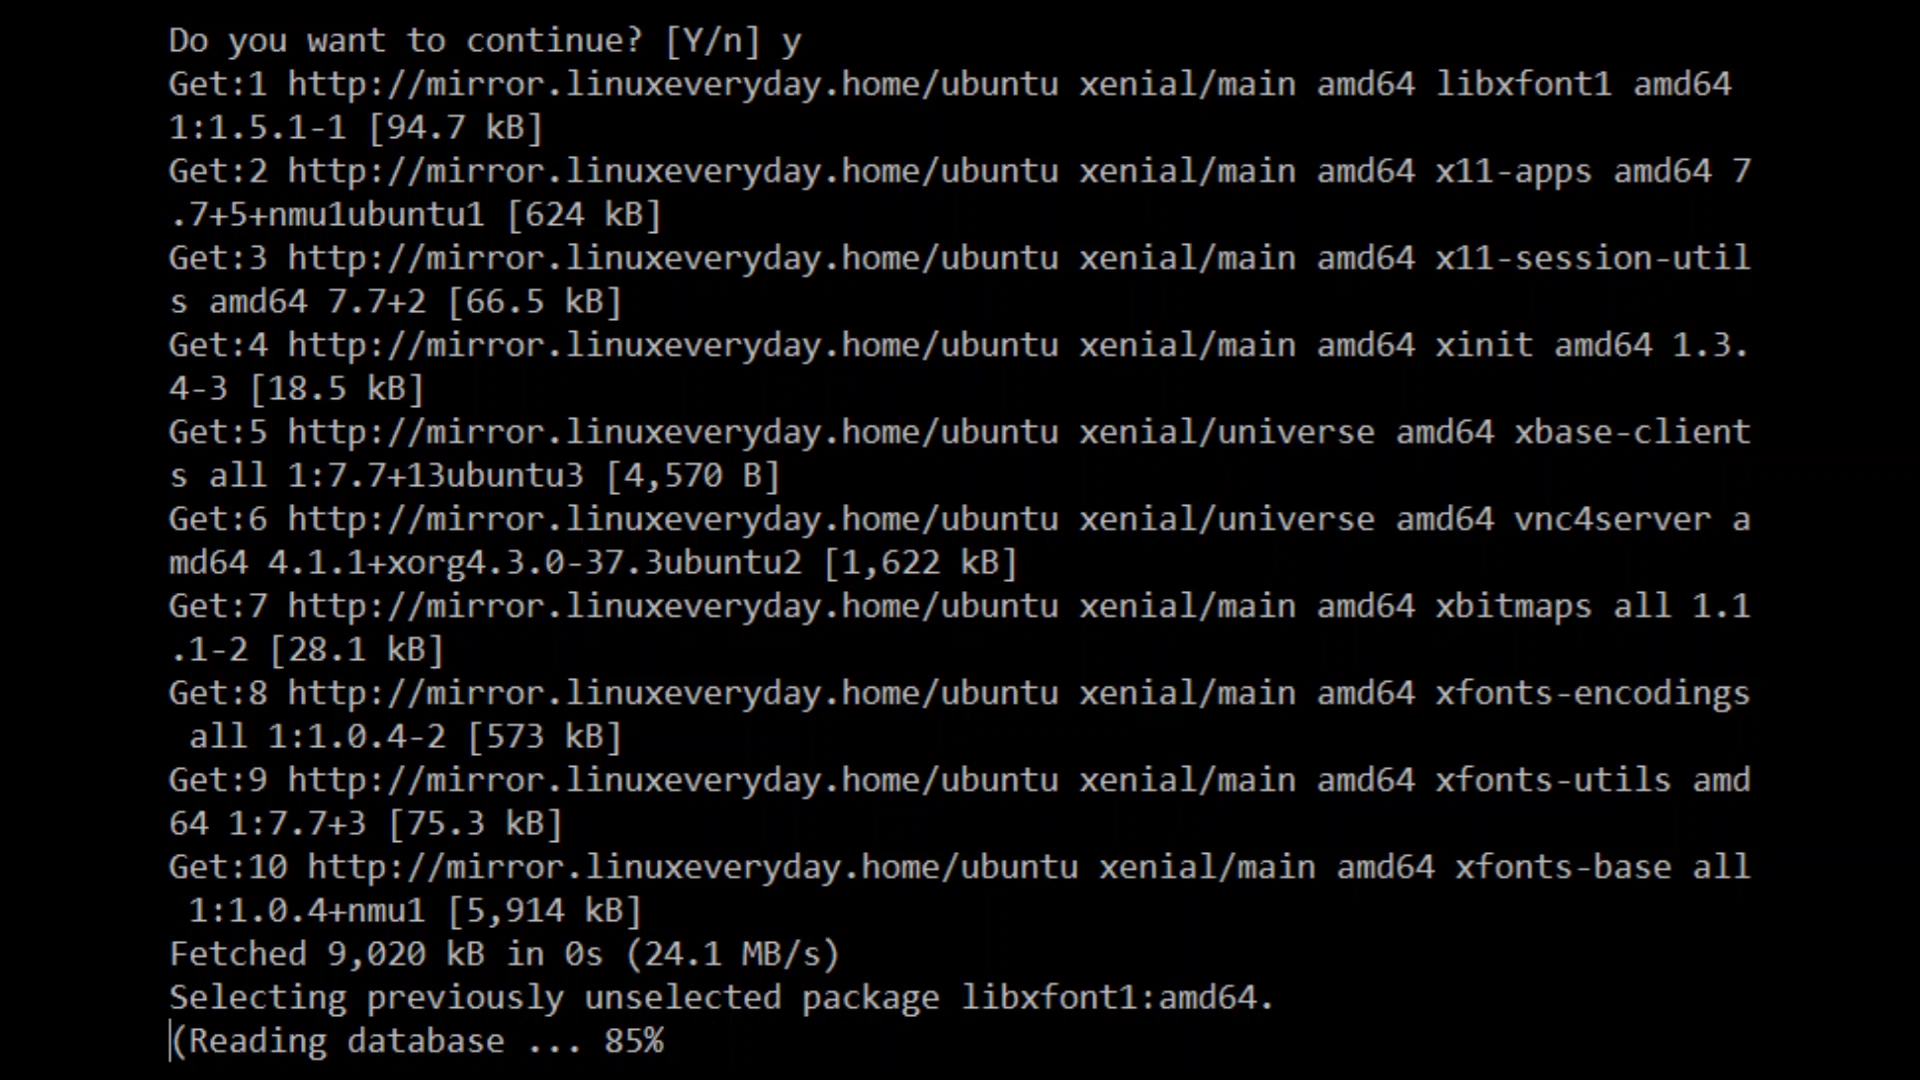 Do you want to continue? [Y/n] y
Get:1 http://mirror.linuxeveryday.home/ubuntu xenial/main amd64 libxfont1 amd64
1:1.5.1-1 [94.7 kB]
Get:2 http://mirror.linuxeveryday.home/ubuntu xenial/main amd64 x11-apps amd64 7
.7+5+nmu1ubuntu1 [624 kB]
Get:3 http://mirror.linuxeveryday.home/ubuntu xenial/main amd64 x11-session-util
s amd64 7.7+2 [66.5 kB]
Get:4 http://mirror.linuxeveryday.home/ubuntu xenial/main amd64 xinit amd64 1.3.
4-3 [18.5 kB]
Get:5 http://mirror.linuxeveryday.home/ubuntu xenial/universe amd64 xbase-client
s all 1:7.7+13ubuntu3 [4,570 B]
Get:6 http://mirror.linuxeveryday.home/ubuntu xenial/universe amd64 vnc4server a
md64 4.1.1+xorg4.3.0-37.3ubuntu2 [1,622 kB]
Get:7 http://mirror.linuxeveryday.home/ubuntu xenial/main amd64 xbitmaps all 1.1
.1-2 [28.1 kB]
Get:8 http://mirror.linuxeveryday.home/ubuntu xenial/main amd64 xfonts-encodings
 all 1:1.0.4-2 [573 kB]
Get:9 http://mirror.linuxeveryday.home/ubuntu xenial/main amd64 xfonts-utils amd
64 1:7.7+3 [75.3 kB]
Get:10 http://mirror.linuxeveryday.home/ubuntu xenial/main amd64 xfonts-base all
 1:1.0.4+nmu1 [5,914 kB]
Fetched 9,020 kB in 0s (24.1 MB/s)
Selecting previously unselected package libxfont1:amd64.
(Reading database ... 85%